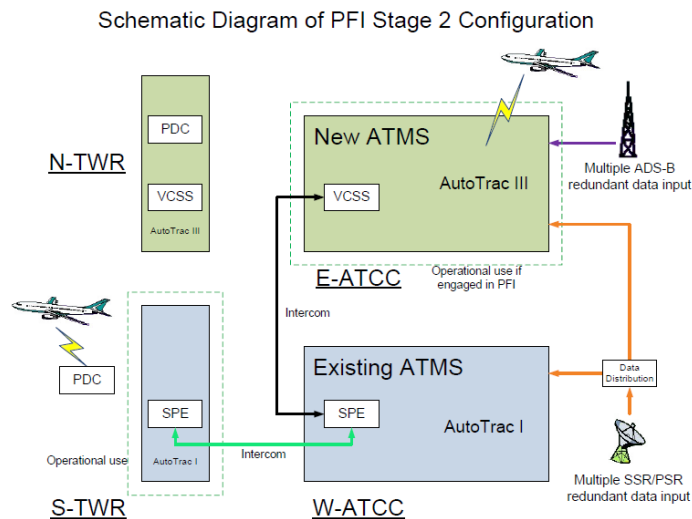 Schematic Diagram of PFI Stage 2 Configuration
PDC
N-TWR
VCSS
AutoTrac III
New ATMS
AutoTrac III
VCSS
E-ATCC
Operational use if
engaged in PFI
Multiple ADS-B
redundant data input
Intercom
PDC
SPE
Operational use
AutoTrac I
S-TWR
Intercom
Existing ATMS
SPE
AutoTrac I
W-ATCC
Data
Distribution
Multiple SSR/PSR
redundant data input